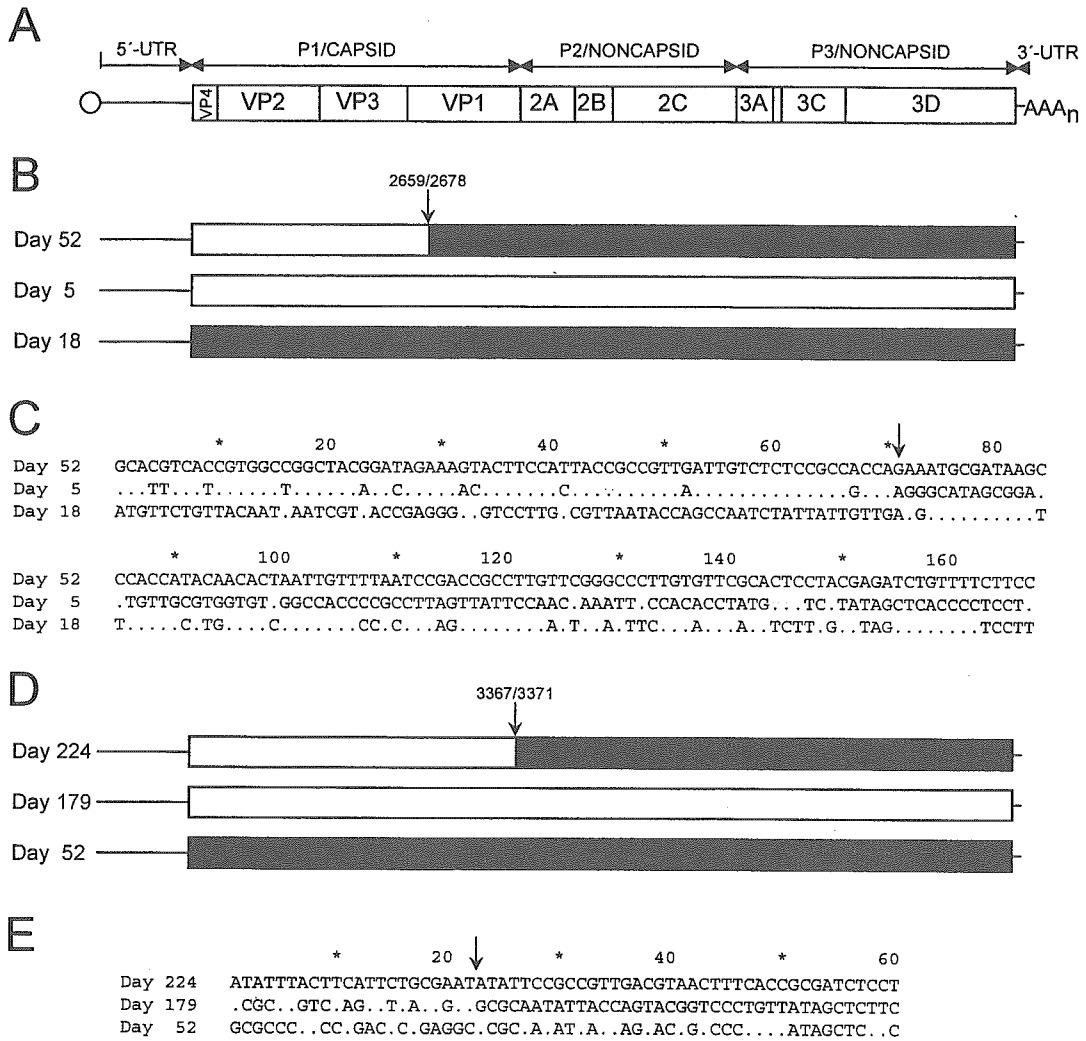 A
5´-UTR P1/CAPSID P2/NONCAPSID P3/NONCAPSID 3´-UTR
VP4 VP2 VP3 VP1 2A 2B 2C 3A 3C 3D AAAn
B
2659/2678
Day 52
Day 5
Day 18
C
* 20 * 40 * 60 * 80
Day 52 GCACGTCACCGTGGCCGGCTACGGATAGAAAGTACTTCCATTACCGCCGTTGATTGTCTCTCCGCCACCAGAAATGCGATAAGC
Day 5 ...TT...T......T......A..C.....AC.......C..........A..............G...AGGGCATAGCGGA.
Day 18 ATGTTCTGTTACAAT.AATCGT.ACCGAGGG..GTCCTTG.CGTTAATACCAGCCAATCTATTATTGTTGA.G..........T
* 100 * 120 * 140 * 160
Day 52 CCACCATACAACACTAATTGTTTTAATCCGACCGCCTTGTTCGGGCCCTTGTGTTCGCACTCCTACGAGATCTGTTTTCTTCC
Day 5 .TGTTGCGTGGTGT.GGCCACCCCGCCTTAGTTATTCCAAC.AAATT.CCACACCTATG...TC.TATAGCTCACCCCTCCT.
Day 18 T.....C.TG....C.......CC.C...AG.........A.T..A.TTC...A...A..TCTT.G..TAG........TCCTT
D
3367/3371
Day 224
Day 179
Day 52
E
* 20 * 40 * 60
Day 224 ATATTTACTTCATTCTGCGAATATATTCCGCCGTTGACGTAACTTTCACCGCGATCTCCT
Day 179 .CGC..GTC.AG..T.A..G..GCGCAATATTACCAGTACGGTCCCTGTTATAGCTCTTC
Day 52 GCGCCC..CC.GAC.C.GAGGC.CGC.A.AT.A..AG.AC.G.CCC....ATAGCTC..C